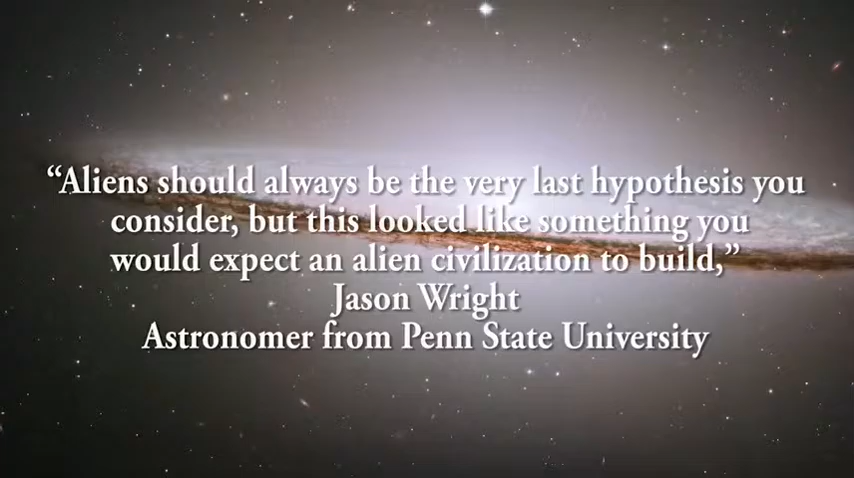 “Aliens should always be the very last hypothesis you
consider, but this looked like something you
would expect an alien civilization to build,”
Jason Wright
Astronomer from Penn State University